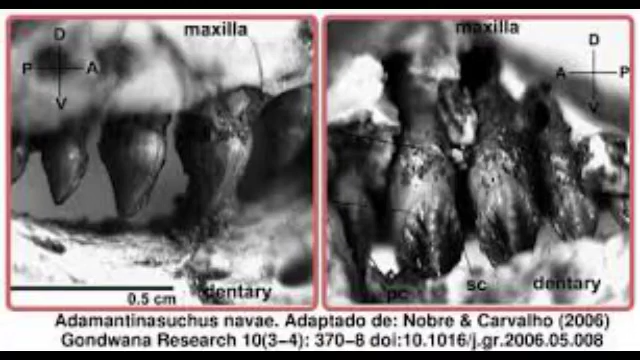 maxilla
D
P A
V
0.5 cm
dentary
maxilla
D
A P
V
pc
sc
dentary
Adamantinasuchus navae. Adaptado de: Nobre & Carvalho (2006)
Gondwana Research 10(3-4): 370-8 doi:10.1016/j.gr.2006.05.008